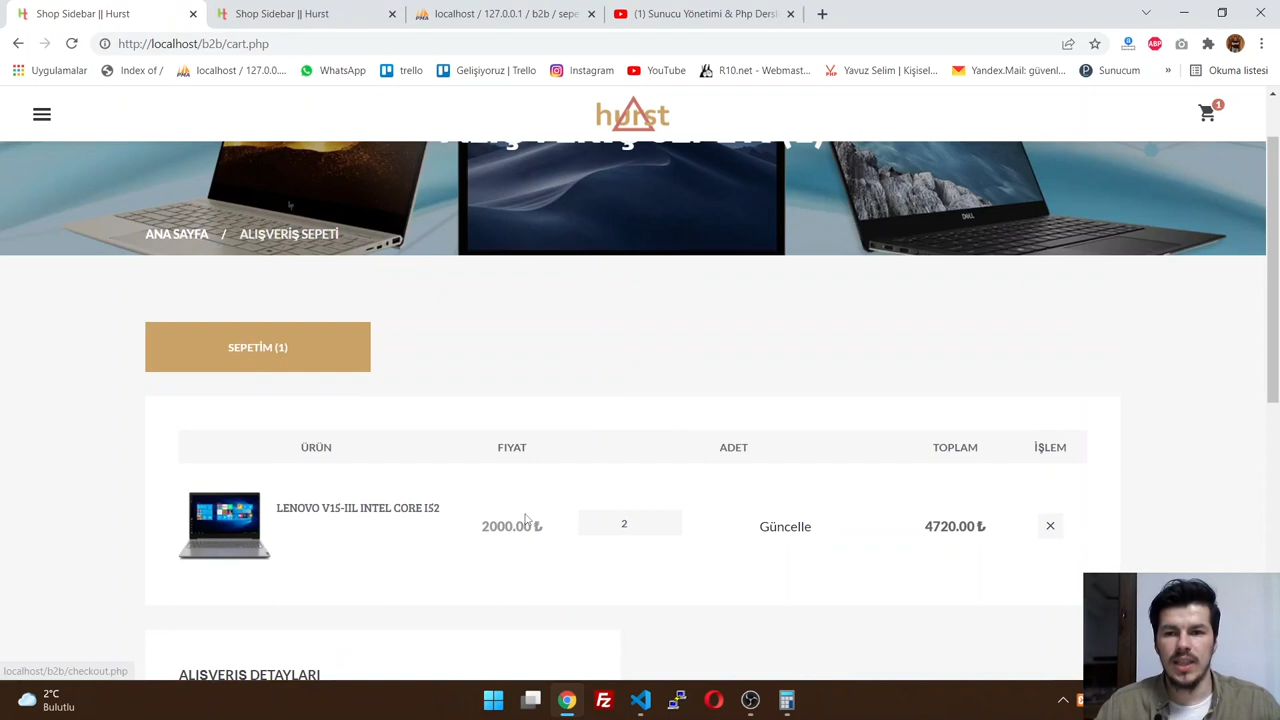 Shop Sidebar || Hurst
Shop Sidebar || Hurst
localhost / 127.0.0.1 / b2b / sepe
(1) Sunucu Yönetimi & Php Dersl
http://localhost/b2b/cart.php
Uygulamalar
Index of /
localhost / 127.0.0....
WhatsApp
trello
Gelişiyoruz | Trello
Instagram
YouTube
R10.net - Webmast...
Yavuz Selim | Kişisel...
Yandex.Mail: güvenl...
Sunucum
»
Okuma listesi
hurst
1
ANA SAYFA / ALIŞVERİŞ SEPETİ
SEPETİM (1)
ÜRÜN FIYAT ADET TOPLAM İŞLEM
LENOVO V15-IIL INTEL CORE I52
2000.00 ₺ 2 Güncelle 4720.00 ₺
ALIŞVERİŞ DETAYLARI
localhost/b2b/checkout.php
2°C
Bulutlu